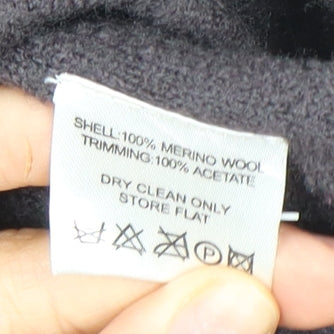 SHELL:100% MERINO WOOL
TRIMMING:100% ACETATE
DRY CLEAN ONLY
STORE FLAT
P